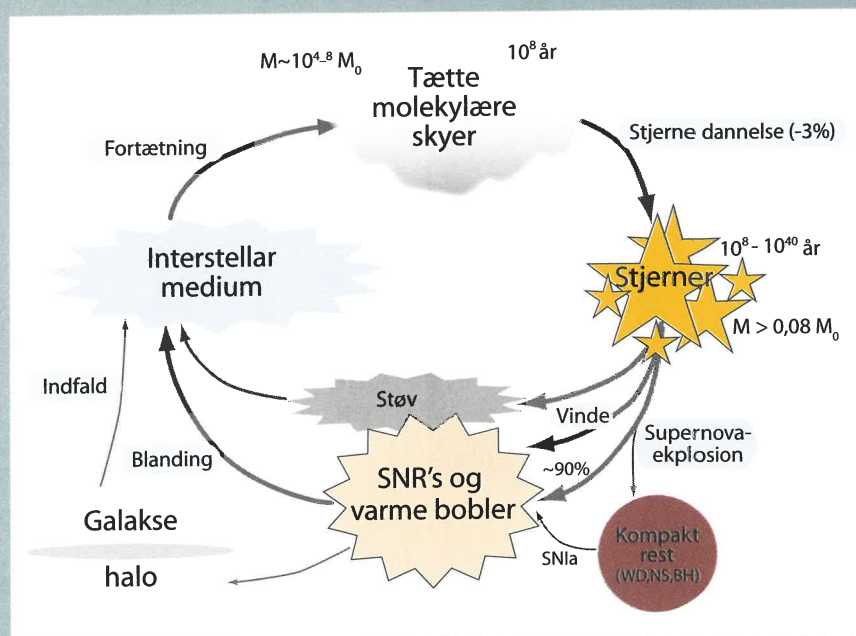 M~10⁴₋⁸ M₀
10⁸ år
Tætte
molekylære
skyer
Fortætning
Stjerne dannelse (-3%)
Interstellar
medium
10⁸ - 10⁴⁰ år
Stjerner
M > 0,08 M₀
Indfald
Støv
Vinde
Supernova-
ekplosion
Blanding
~90%
SNR's og
varme bobler
Galakse
halo
SNIa
Kompakt
rest
(WD,NS,BH)